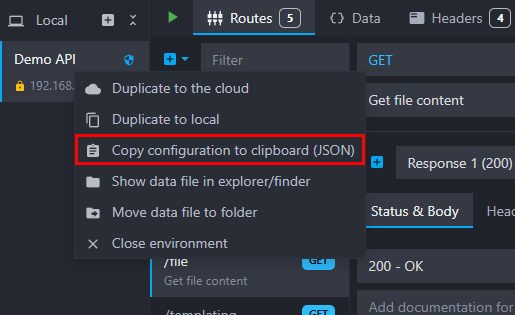 Local
Routes 5
Data
Headers 4
Demo API
192.168.
Filter
GET
Get file content
Duplicate to the cloud
Duplicate to local
Copy configuration to clipboard (JSON)
Show data file in explorer/finder
Move data file to folder
Close environment
Response 1 (200)
Status & Body
Head
/file
GET
Get file content
200 - OK
/templating
GET
Add documentation for